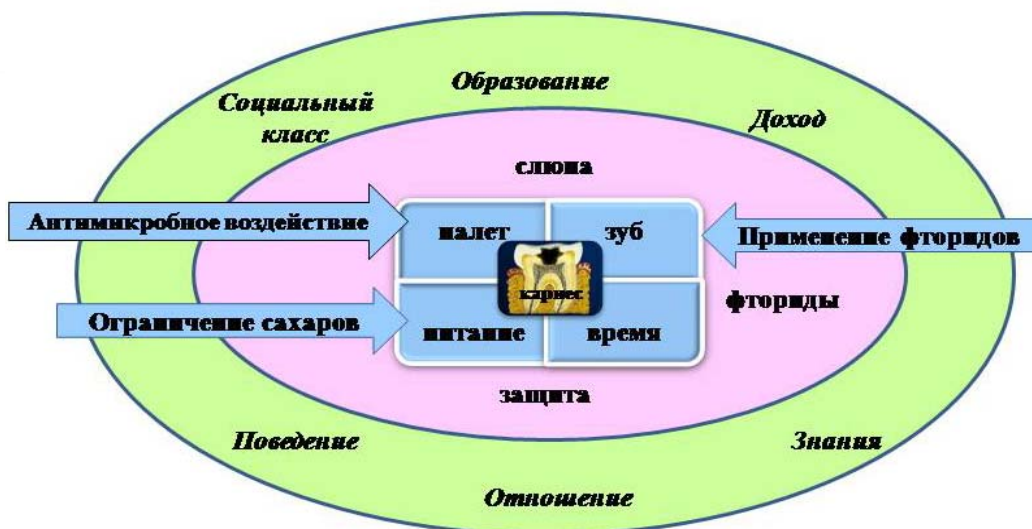 Образование
Социальный
класс
Доход
слюна
Антимикробное воздействие
налет
зуб
Применение фторидов
кариес
фториды
Ограничение сахаров
питание
время
защита
Поведение
Знания
Отношение